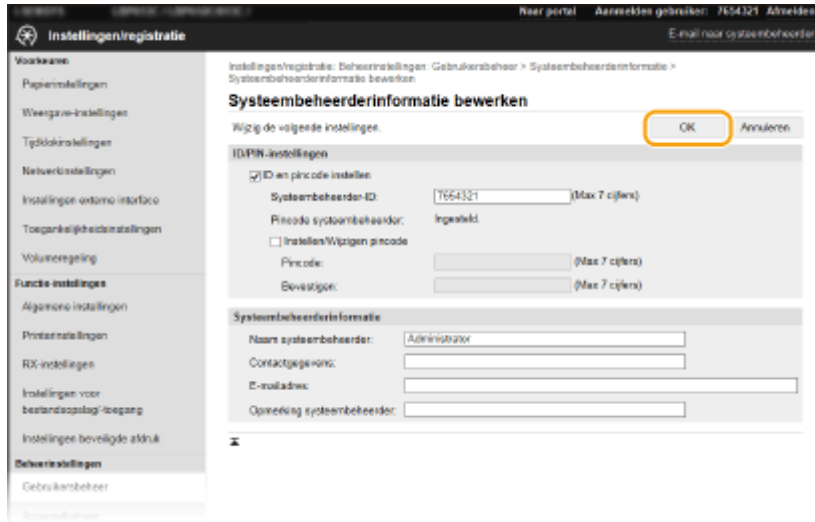 Naar portal Aanmelden gebruiker: 7654321 Afmelden
Instellingen/registratie
E-mail naar systeembeheerder
Voorkeuren
Papierinstellingen
Weergave-instellingen
Tijdklokinstellingen
Netwerkinstellingen
Instellingen externe interface
Toegankelijkheidsinstellingen
Volumeregeling
Functie-instellingen
Algemene instellingen
Printerinstellingen
RX-instellingen
Instellingen voor
bestandsopslag/-toegang
Instellingen beveiligde afdruk
Beheerinstellingen
Gebruikersbeheer
Instellingen/registratie: Beheerinstellingen: Gebruikersbeheer > Systeembeheerderinformatie >
Systeembeheerderinformatie bewerken
Systeembeheerderinformatie bewerken
Wijzig de volgende instellingen.
OK
Annuleren
ID/PIN-instellingen
ID en pincode instellen
Systeembeheerder-ID: 7654321 (Max 7 cijfers)
Pincode systeembeheerder: Ingesteld.
Instellen/Wijzigen pincode
Pincode: (Max 7 cijfers)
Bevestigen: (Max 7 cijfers)
Systeembeheerderinformatie
Naam systeembeheerder: Administrator
Contactgegevens:
E-mailadres:
Opmerking systeembeheerder: